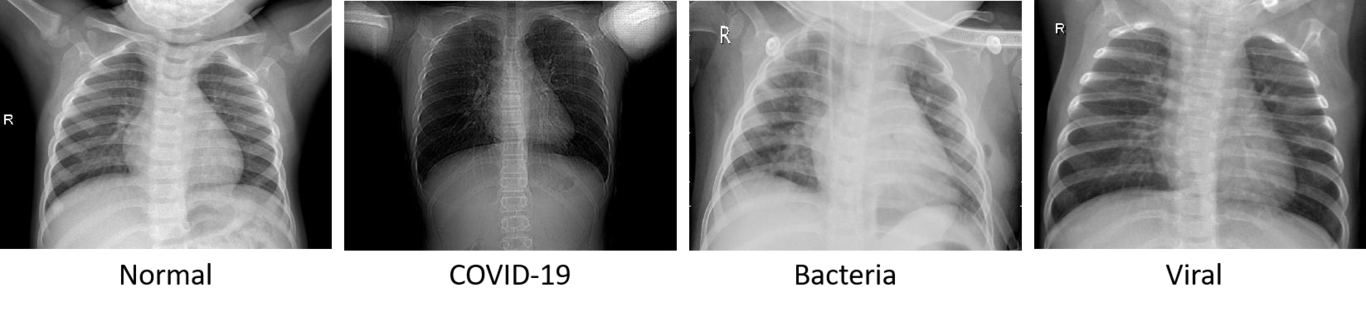 R
R
R
Normal
COVID-19
Bacteria
Viral